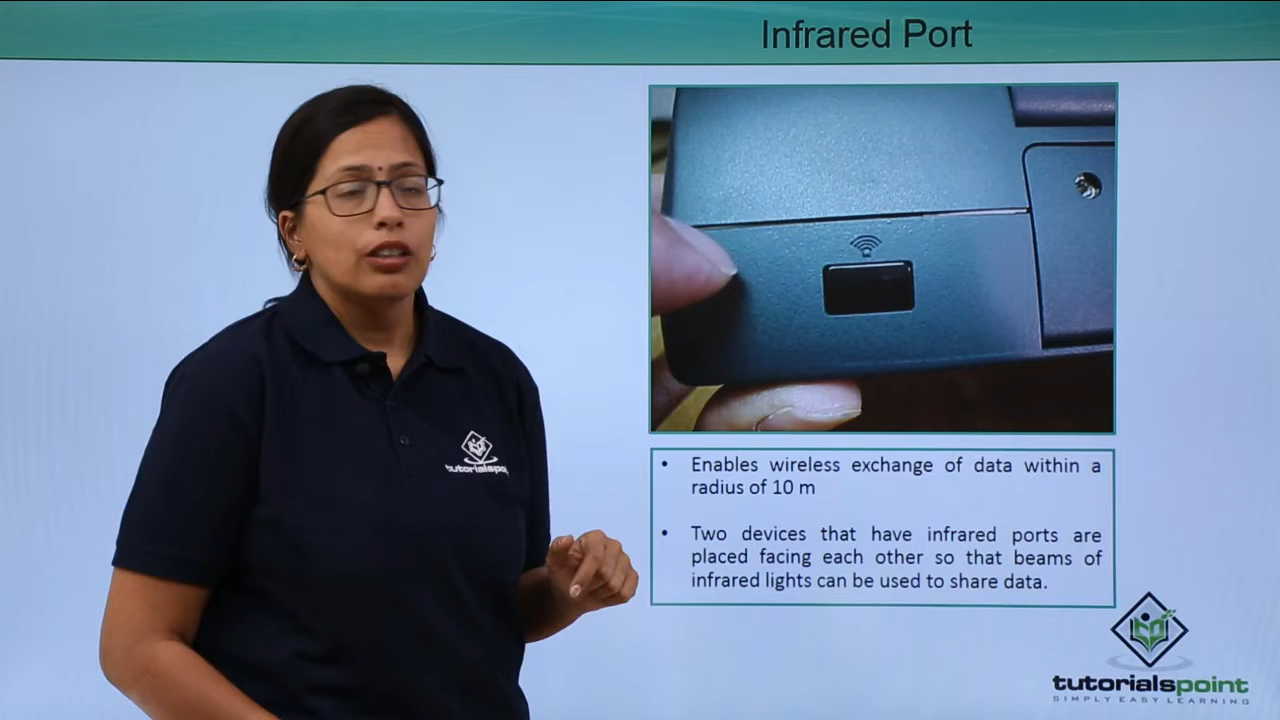 Infrared Port
• Enables wireless exchange of data within a
radius of 10 m
• Two devices that have infrared ports are
placed facing each other so that beams of
infrared lights can be used to share data.
tutorialspoint
SIMPLY EASY LEARNING